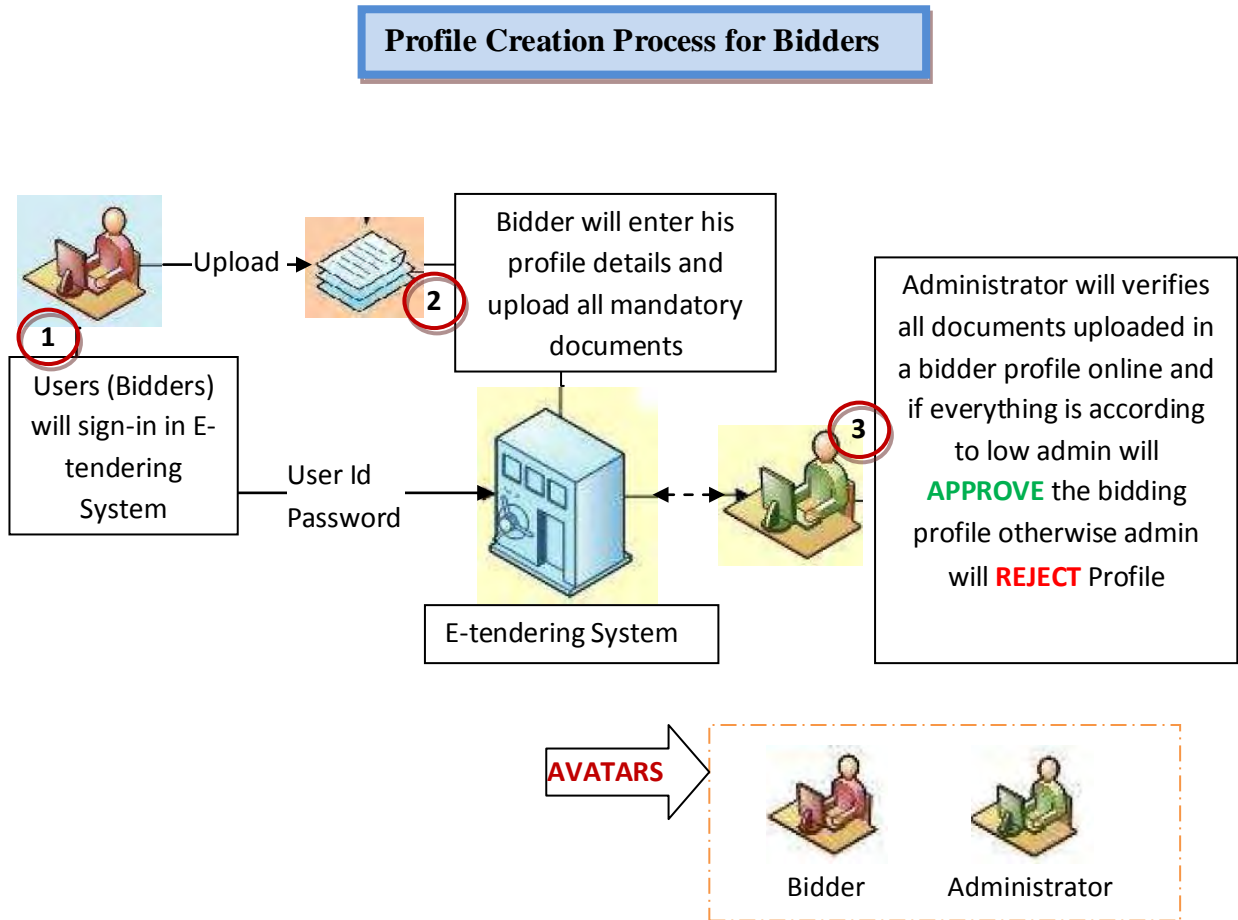 Profile Creation Process for Bidders
Upload
1
Users (Bidders)
will sign-in in E-
tendering
System
2
Bidder will enter his
profile details and
upload all mandatory
documents
User Id
Password
E-tendering System
3
Administrator will verifies
all documents uploaded in
a bidder profile online and
if everything is according
to low admin will
APPROVE the bidding
profile otherwise admin
will REJECT Profile
AVATARS
Bidder
Administrator